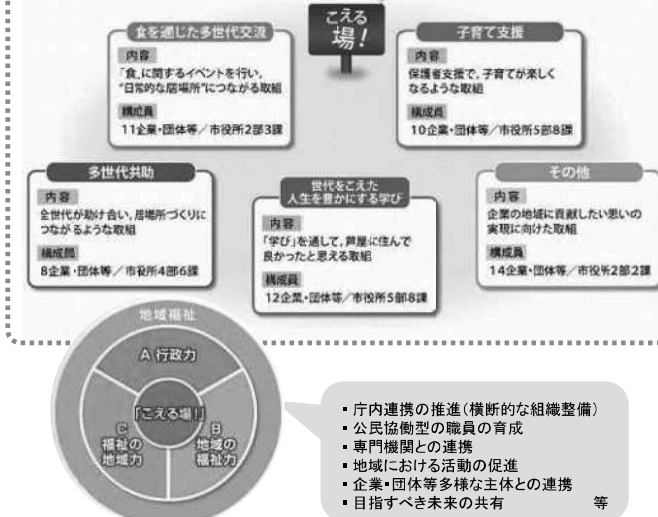 こえる
場！
食を通じた多世代交流
内容
「食」に関するイベントを行い，
“日常的な居場所”につながる取組
構成員
11企業・団体等／市役所2部3課
子育て支援
内容
保護者支援で，子育てが楽しく
なるような取組
構成員
10企業・団体等／市役所5部8課
多世代共助
内容
全世代が助け合い，居場所づくりに
つながるような取組
構成員
8企業・団体等／市役所4部6課
世代をこえた
人生を豊かにする学び
内容
「学び」を通して，芦屋に住んで
良かったと思える取組
構成員
12企業・団体等／市役所5部8課
その他
内容
企業の地域に貢献したい思いの
実現に向けた取組
構成員
14企業・団体等／市役所2部2課
地域福祉
A 行政力
「こえる場！」
C
福祉の
地域力
B
地域の
福祉力
▪ 庁内連携の推進（横断的な組織整備）
▪ 公民協働型の職員の育成
▪ 専門機関との連携
▪ 地域における活動の促進
▪ 企業・団体等多様な主体との連携
▪ 目指すべき未来の共有 等